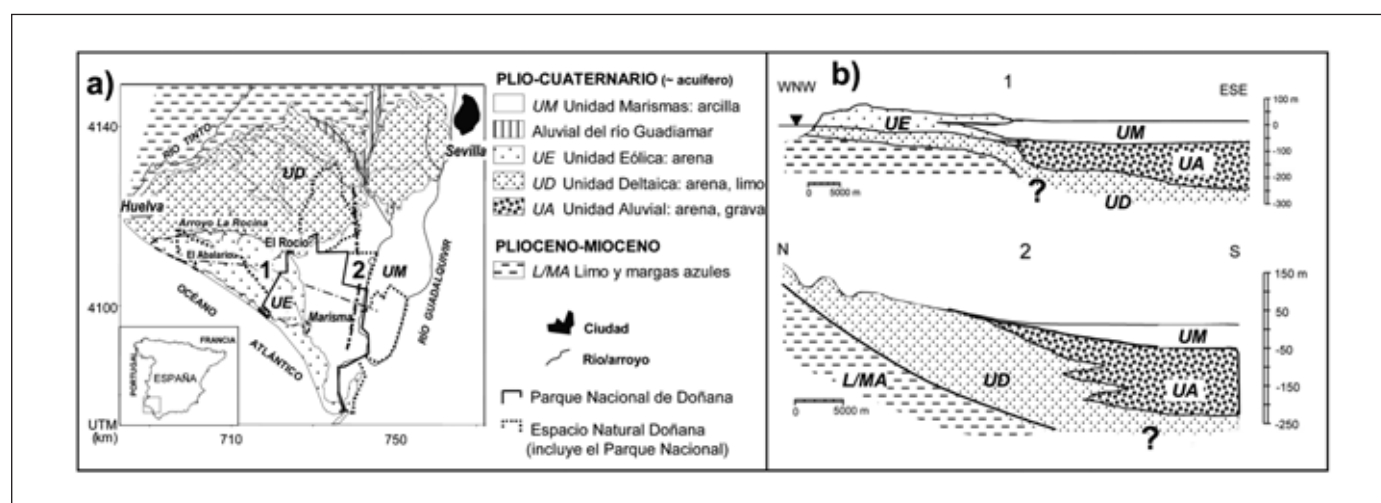 a)
4140
4100
UTM
(km)
710
750
RÍO TINTO
Huelva
Sevilla
UD
Arroyo La Rocina
El Rocío
El Abalario
1
2
UE
UM
Marisma
OCÉANO
ATLÁNTICO
RÍO GUADALQUIVIR
FRANCIA
PORTUGAL
ESPAÑA
PLIO-CUATERNARIO (~ acuífero)
UM Unidad Marismas: arcilla
Aluvial del río Guadiamar
UE Unidad Eólica: arena
UD Unidad Deltaica: arena, limo
UA Unidad Aluvial: arena, grava
PLIOCENO-MIOCENO
L/MA Limo y margas azules
Ciudad
Río/arroyo
Parque Nacional de Doñana
Espacio Natural Doñana
(incluye el Parque Nacional)
b)
1
WNW
ESE
UE
UM
UA
UD
?
0 5000 m
100 m
0
-100
-200
-300
2
N
S
L/MA
UD
UM
UA
?
0 5000 m
150 m
50
-50
-150
-250